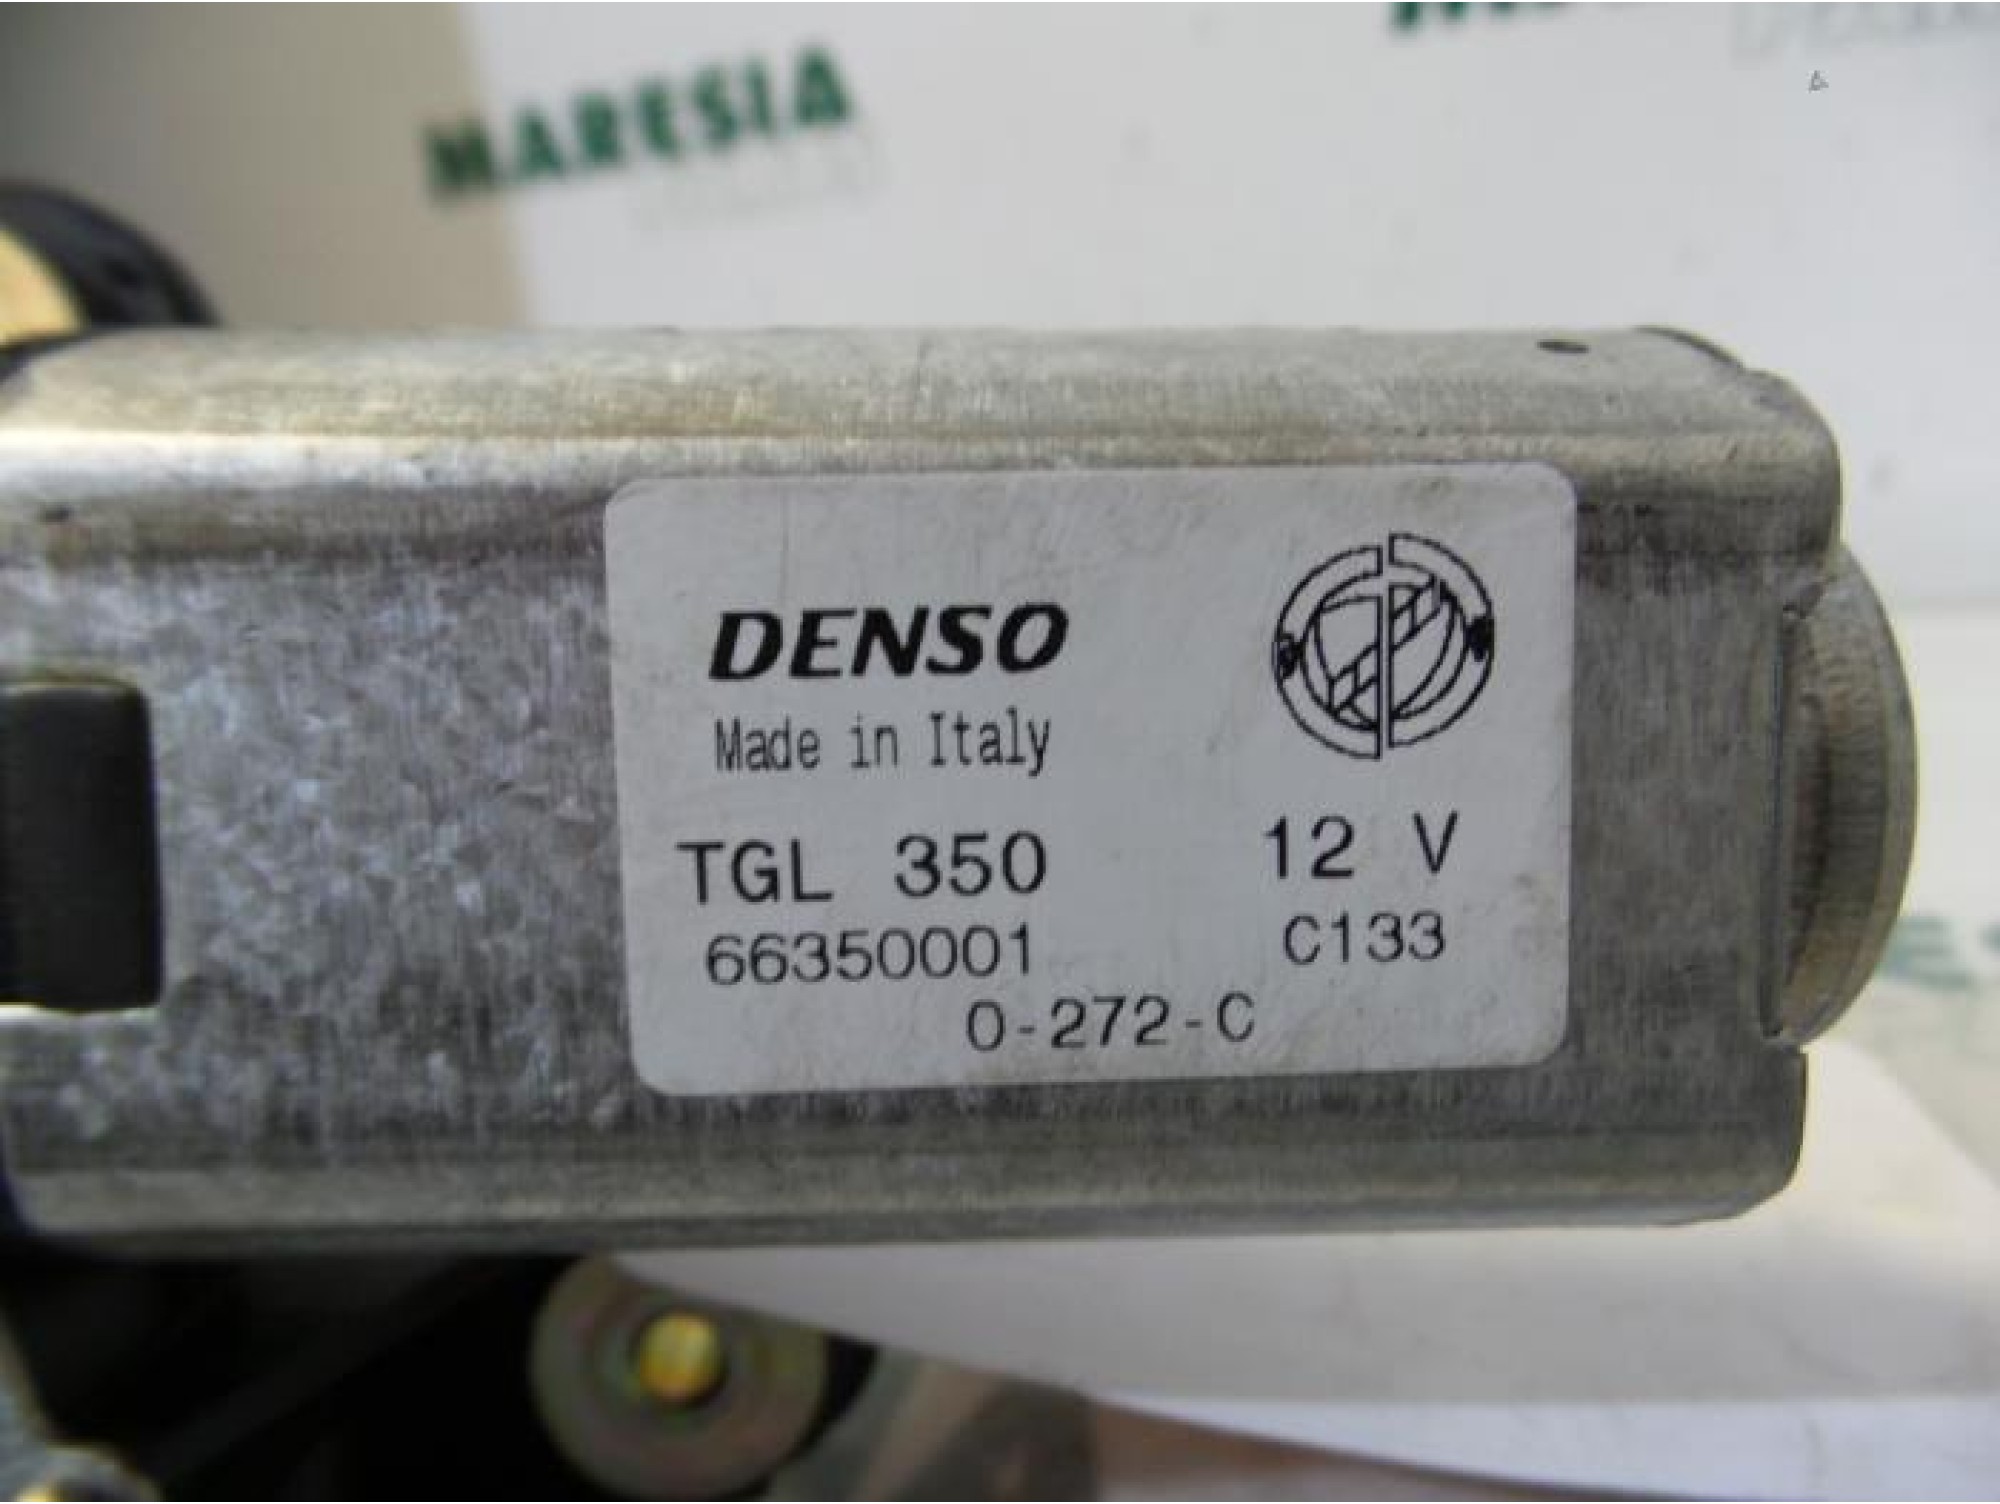 MARESIA
DENSO
Made in Italy
TGL 350 12 V
66350001 C133
0-272-C